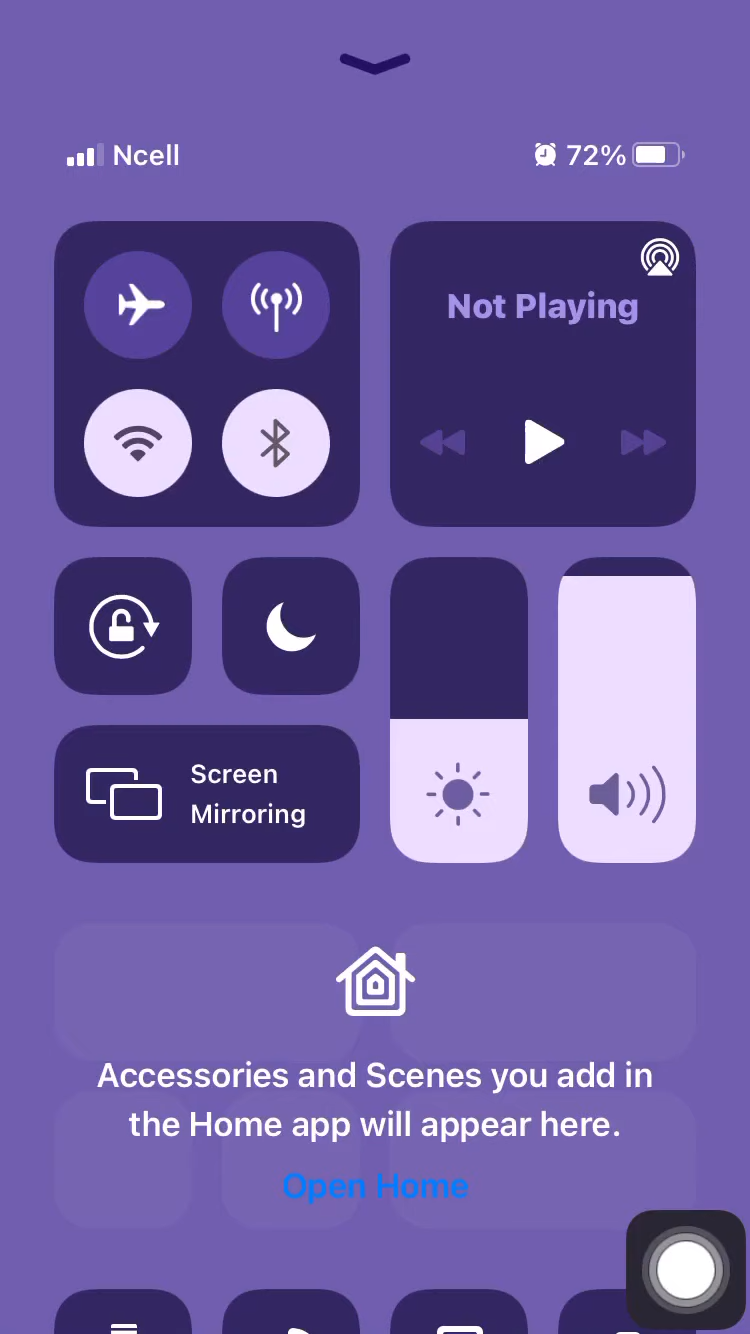 Ncell
72%
Not Playing
Screen
Mirroring
Accessories and Scenes you add in
the Home app will appear here.
Open Home